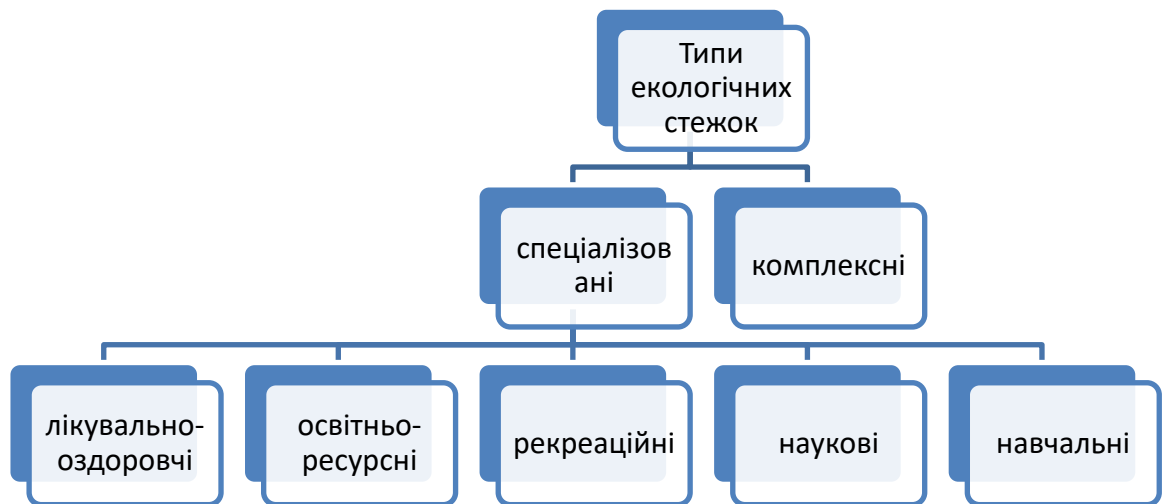 Типи
екологічних
стежок
спеціалізов
ані
комплексні
лікувально-
оздоровчі
освітньо-
ресурсні
рекреаційні
наукові
навчальні